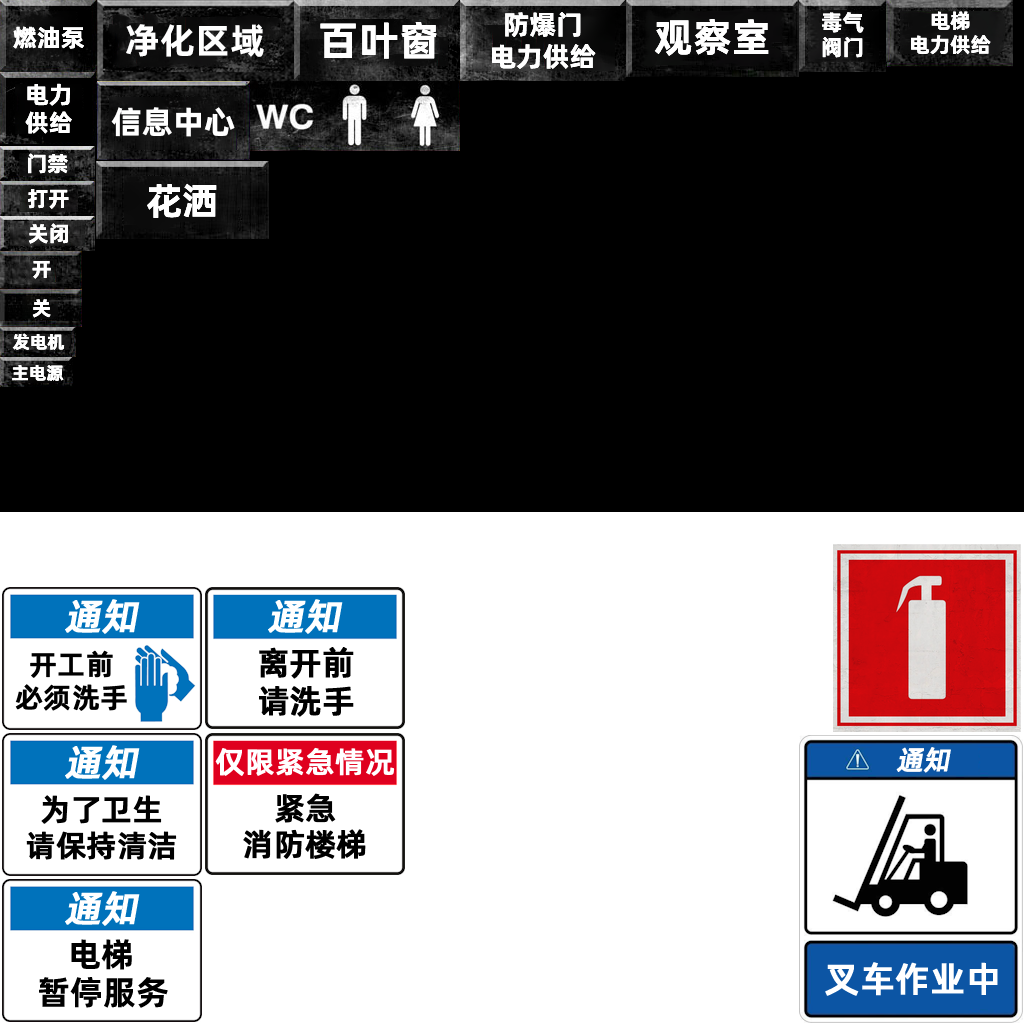 燃油泵
净化区域
百叶窗
防爆门
电力供给
观察室
毒气
阀门
电梯
电力供给
电力
供给
信息中心
WC
门禁
打开
花洒
关闭
开
关
发电机
主电源
通知
开工前
必须洗手
通知
离开前
请洗手
通知
为了卫生
请保持清洁
仅限紧急情况
紧急
消防楼梯
通知
电梯
暂停服务
通知
叉车作业中